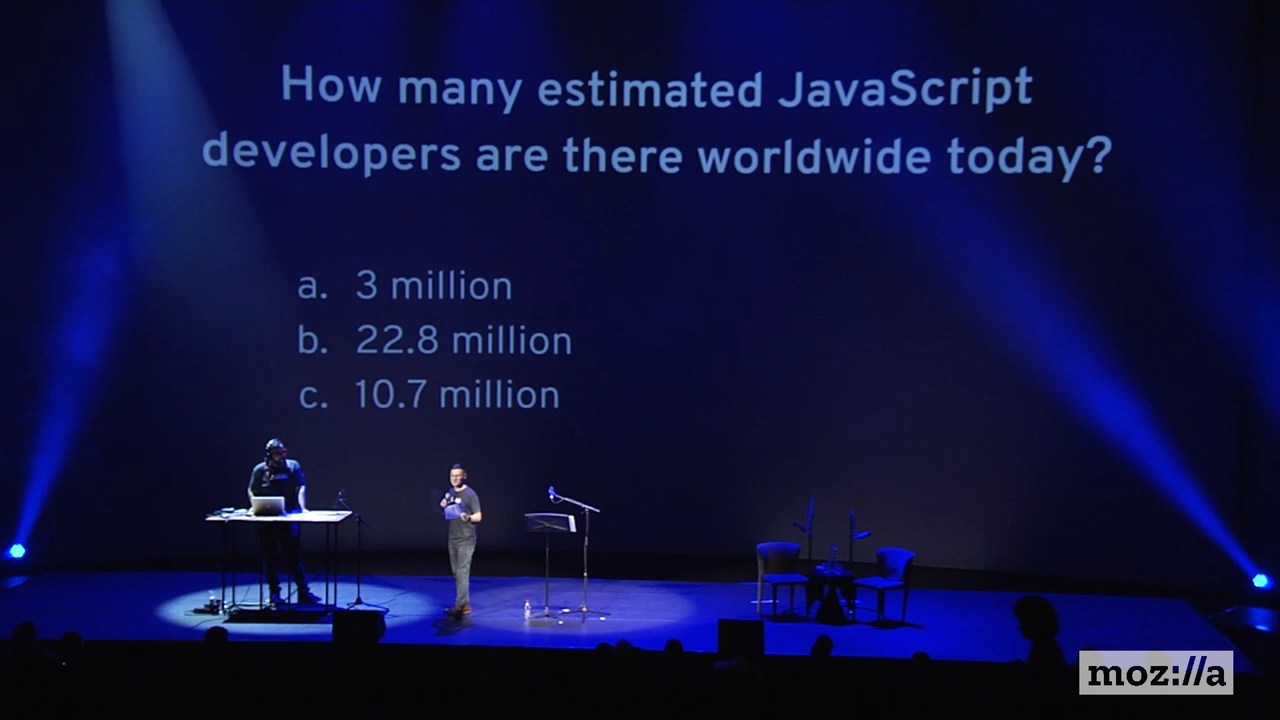 How many estimated JavaScript
developers are there worldwide today?
a. 3 million
b. 22.8 million
c. 10.7 million
moz://a